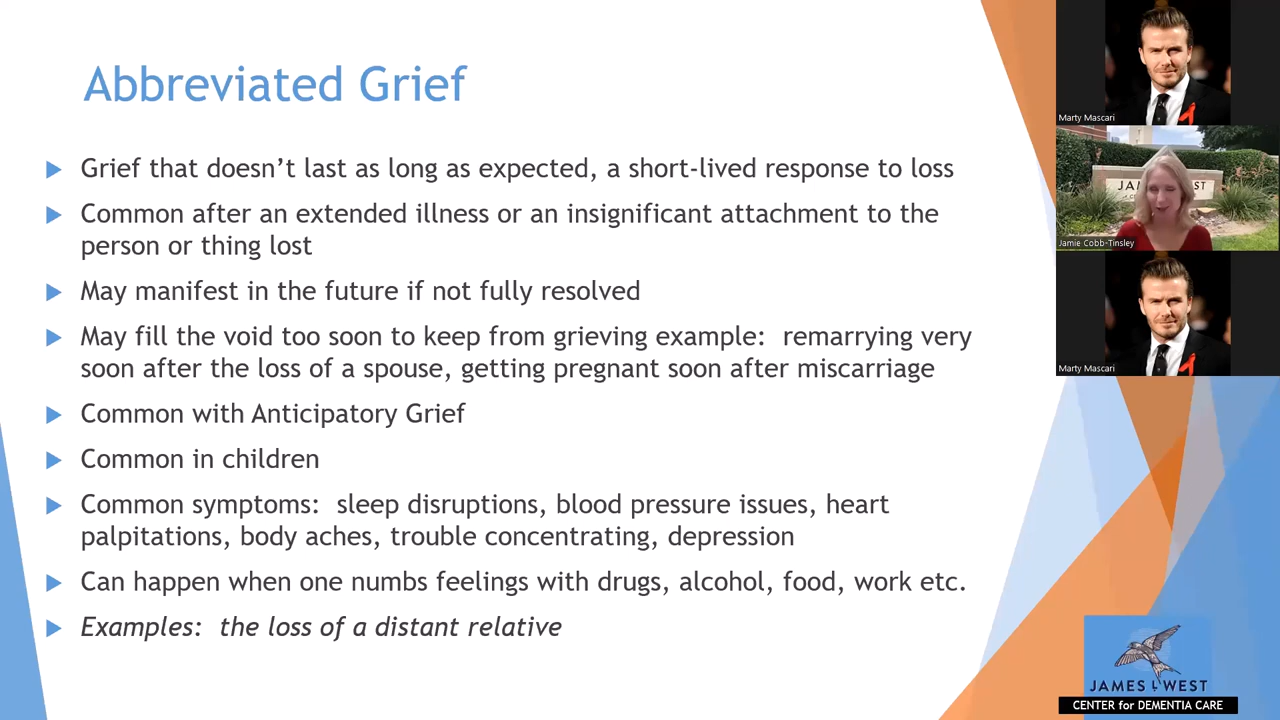 Abbreviated Grief
Grief that doesn't last as long as expected, a short-lived response to loss
Common after an extended illness or an insignificant attachment to the
person or thing lost
May manifest in the future if not fully resolved
May fill the void too soon to keep from grieving example:  remarrying very
soon after the loss of a spouse, getting pregnant soon after miscarriage
Common with Anticipatory Grief
Common in children
Common symptoms:  sleep disruptions, blood pressure issues, heart
palpitations, body aches, trouble concentrating, depression
Can happen when one numbs feelings with drugs, alcohol, food, work etc.
Examples:  the loss of a distant relative
Marty Mascari
Jamie Cobb-Tinsley
Marty Mascari
JAMES L WEST
CENTER for DEMENTIA CARE